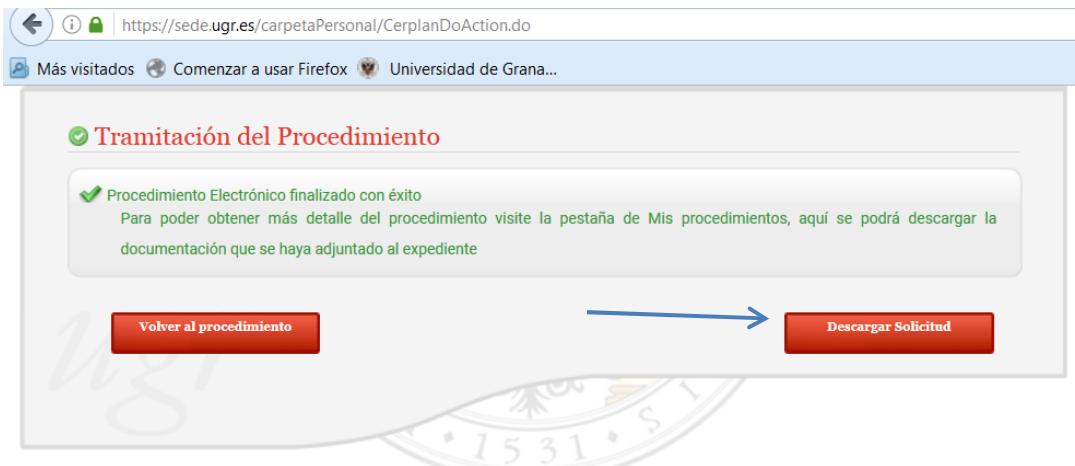 https://sede.ugr.es/carpetaPersonal/CerplanDoAction.do
Más visitados Comenzar a usar Firefox Universidad de Grana...
Tramitación del Procedimiento
Procedimiento Electrónico finalizado con éxito
Para poder obtener más detalle del procedimiento visite la pestaña de Mis procedimientos, aquí se podrá descargar la
documentación que se haya adjuntado al expediente
Volver al procedimiento Descargar Solicitud
ugr
1531 S I